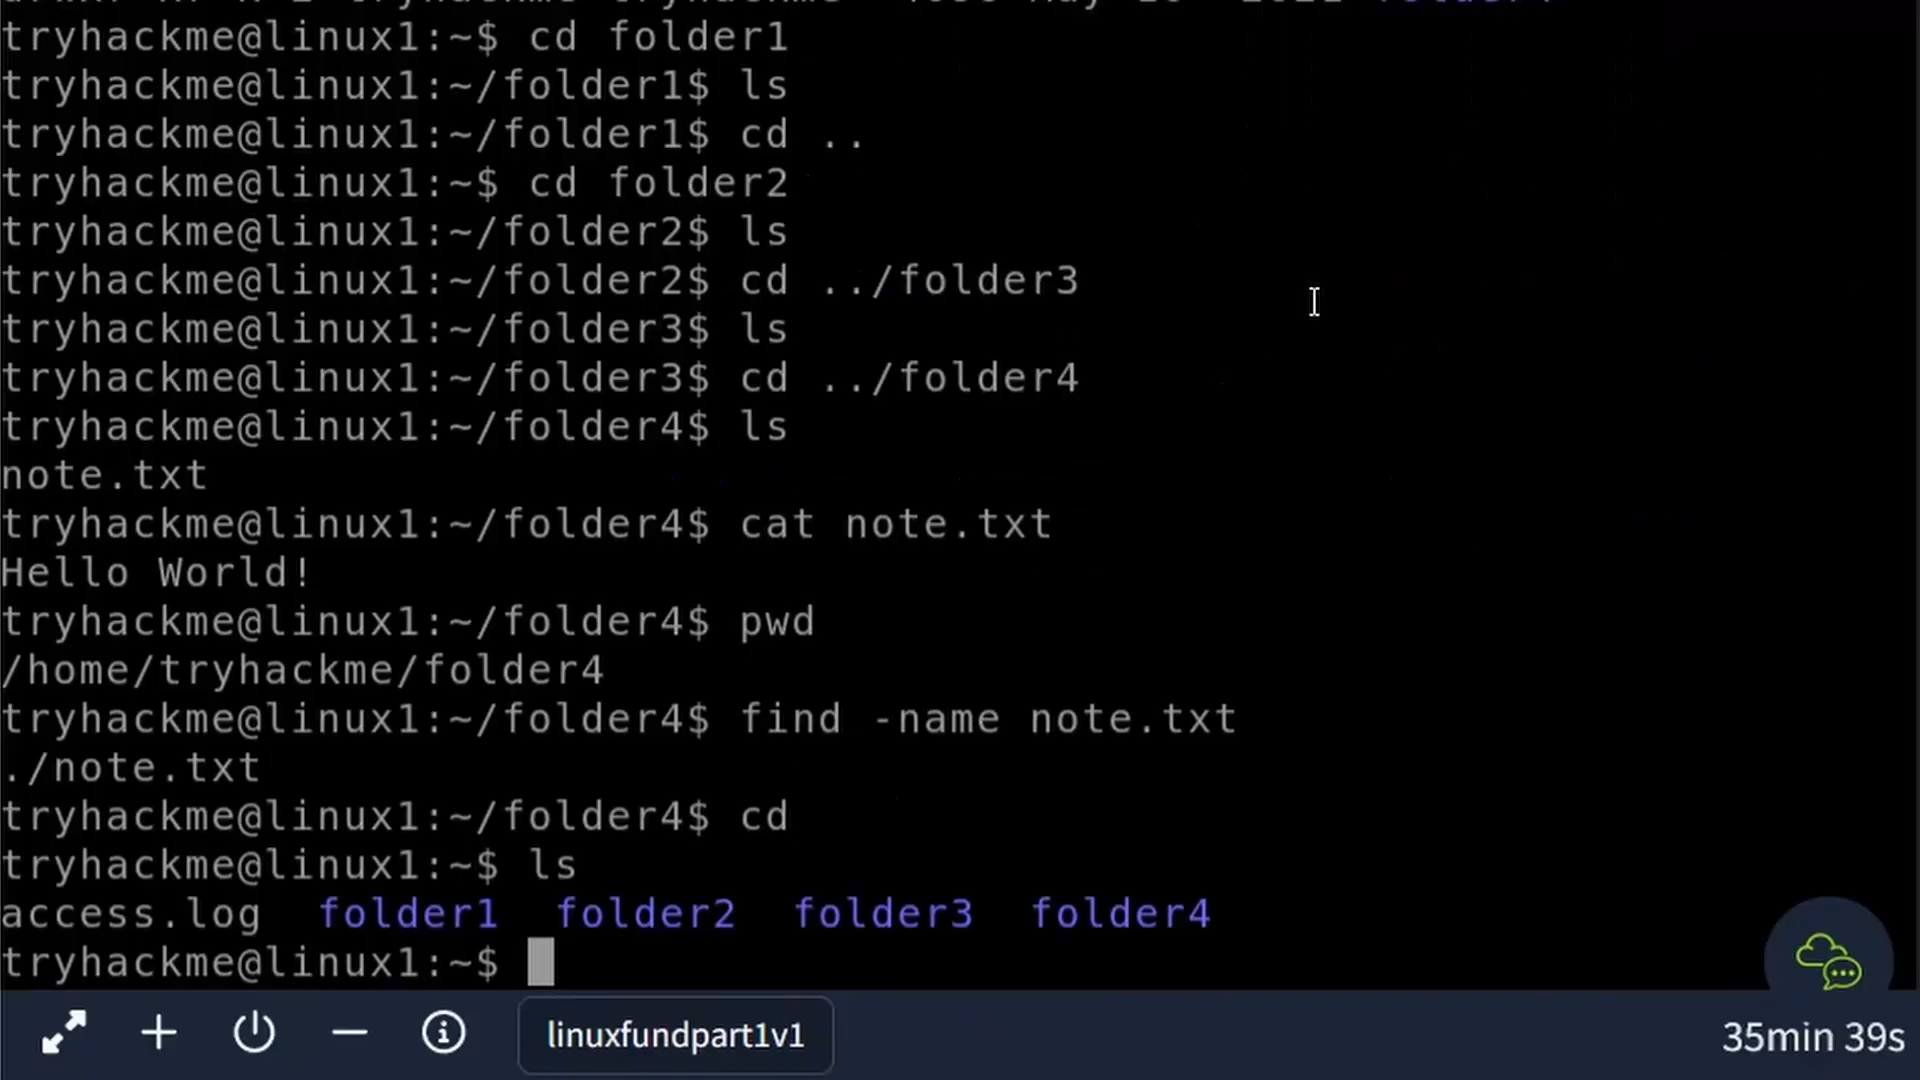 tryhackme@linux1:~$ cd folder1
tryhackme@linux1:~/folder1$ ls
tryhackme@linux1:~/folder1$ cd ..
tryhackme@linux1:~$ cd folder2
tryhackme@linux1:~/folder2$ ls
tryhackme@linux1:~/folder2$ cd ../folder3
tryhackme@linux1:~/folder3$ ls
tryhackme@linux1:~/folder3$ cd ../folder4
tryhackme@linux1:~/folder4$ ls
note.txt
tryhackme@linux1:~/folder4$ cat note.txt
Hello World!
tryhackme@linux1:~/folder4$ pwd
/home/tryhackme/folder4
tryhackme@linux1:~/folder4$ find -name note.txt
./note.txt
tryhackme@linux1:~/folder4$ cd
tryhackme@linux1:~$ ls
access.log folder1 folder2 folder3 folder4
tryhackme@linux1:~$
linuxfundpart1v1
35min 39s